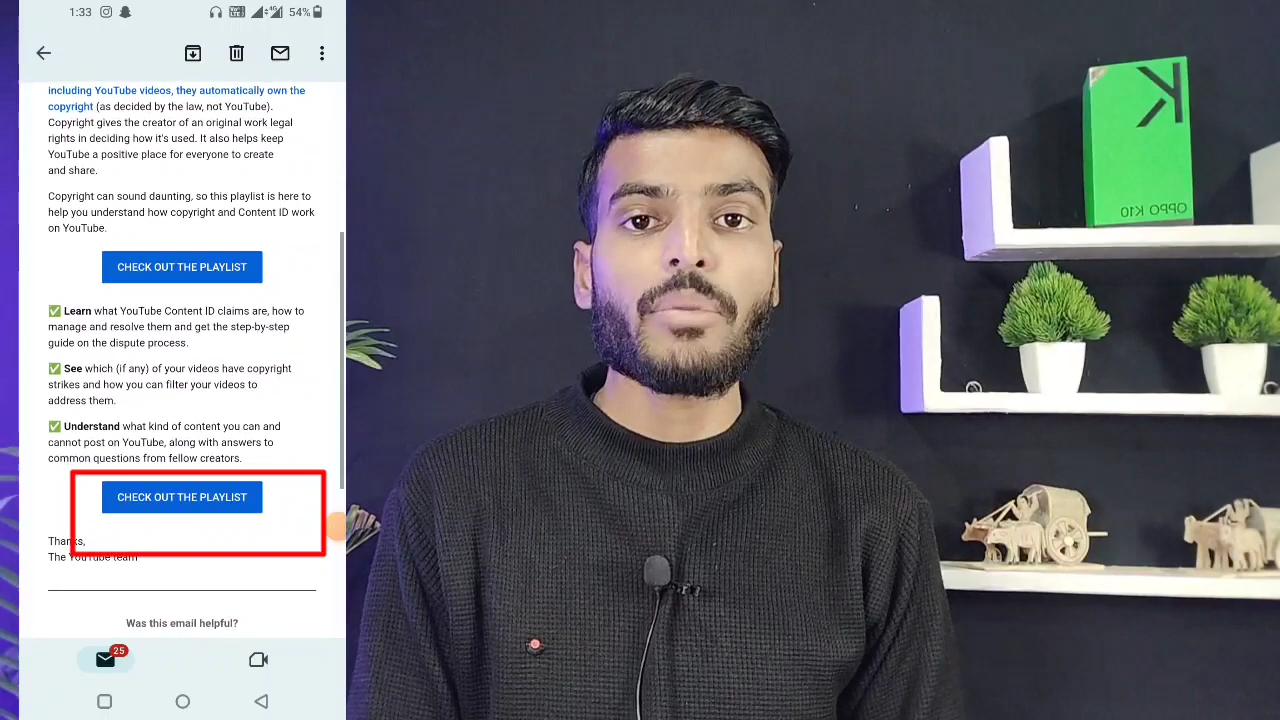 1:33
54%
including YouTube videos, they automatically own the
copyright (as decided by the law, not YouTube).
Copyright gives the creator of an original work legal
rights in deciding how it's used. It also helps keep
YouTube a positive place for everyone to create
and share.
Copyright can sound daunting, so this playlist is here to
help you understand how copyright and Content ID work
on YouTube.
CHECK OUT THE PLAYLIST
✅ Learn what YouTube Content ID claims are, how to
manage and resolve them and get the step-by-step
guide on the dispute process.
✅ See which (if any) of your videos have copyright
strikes and how you can filter your videos to
address them.
✅ Understand what kind of content you can and
cannot post on YouTube, along with answers to
common questions from fellow creators.
CHECK OUT THE PLAYLIST
Thanks,
The YouTube team
Was this email helpful?
25
K
OPPO K10